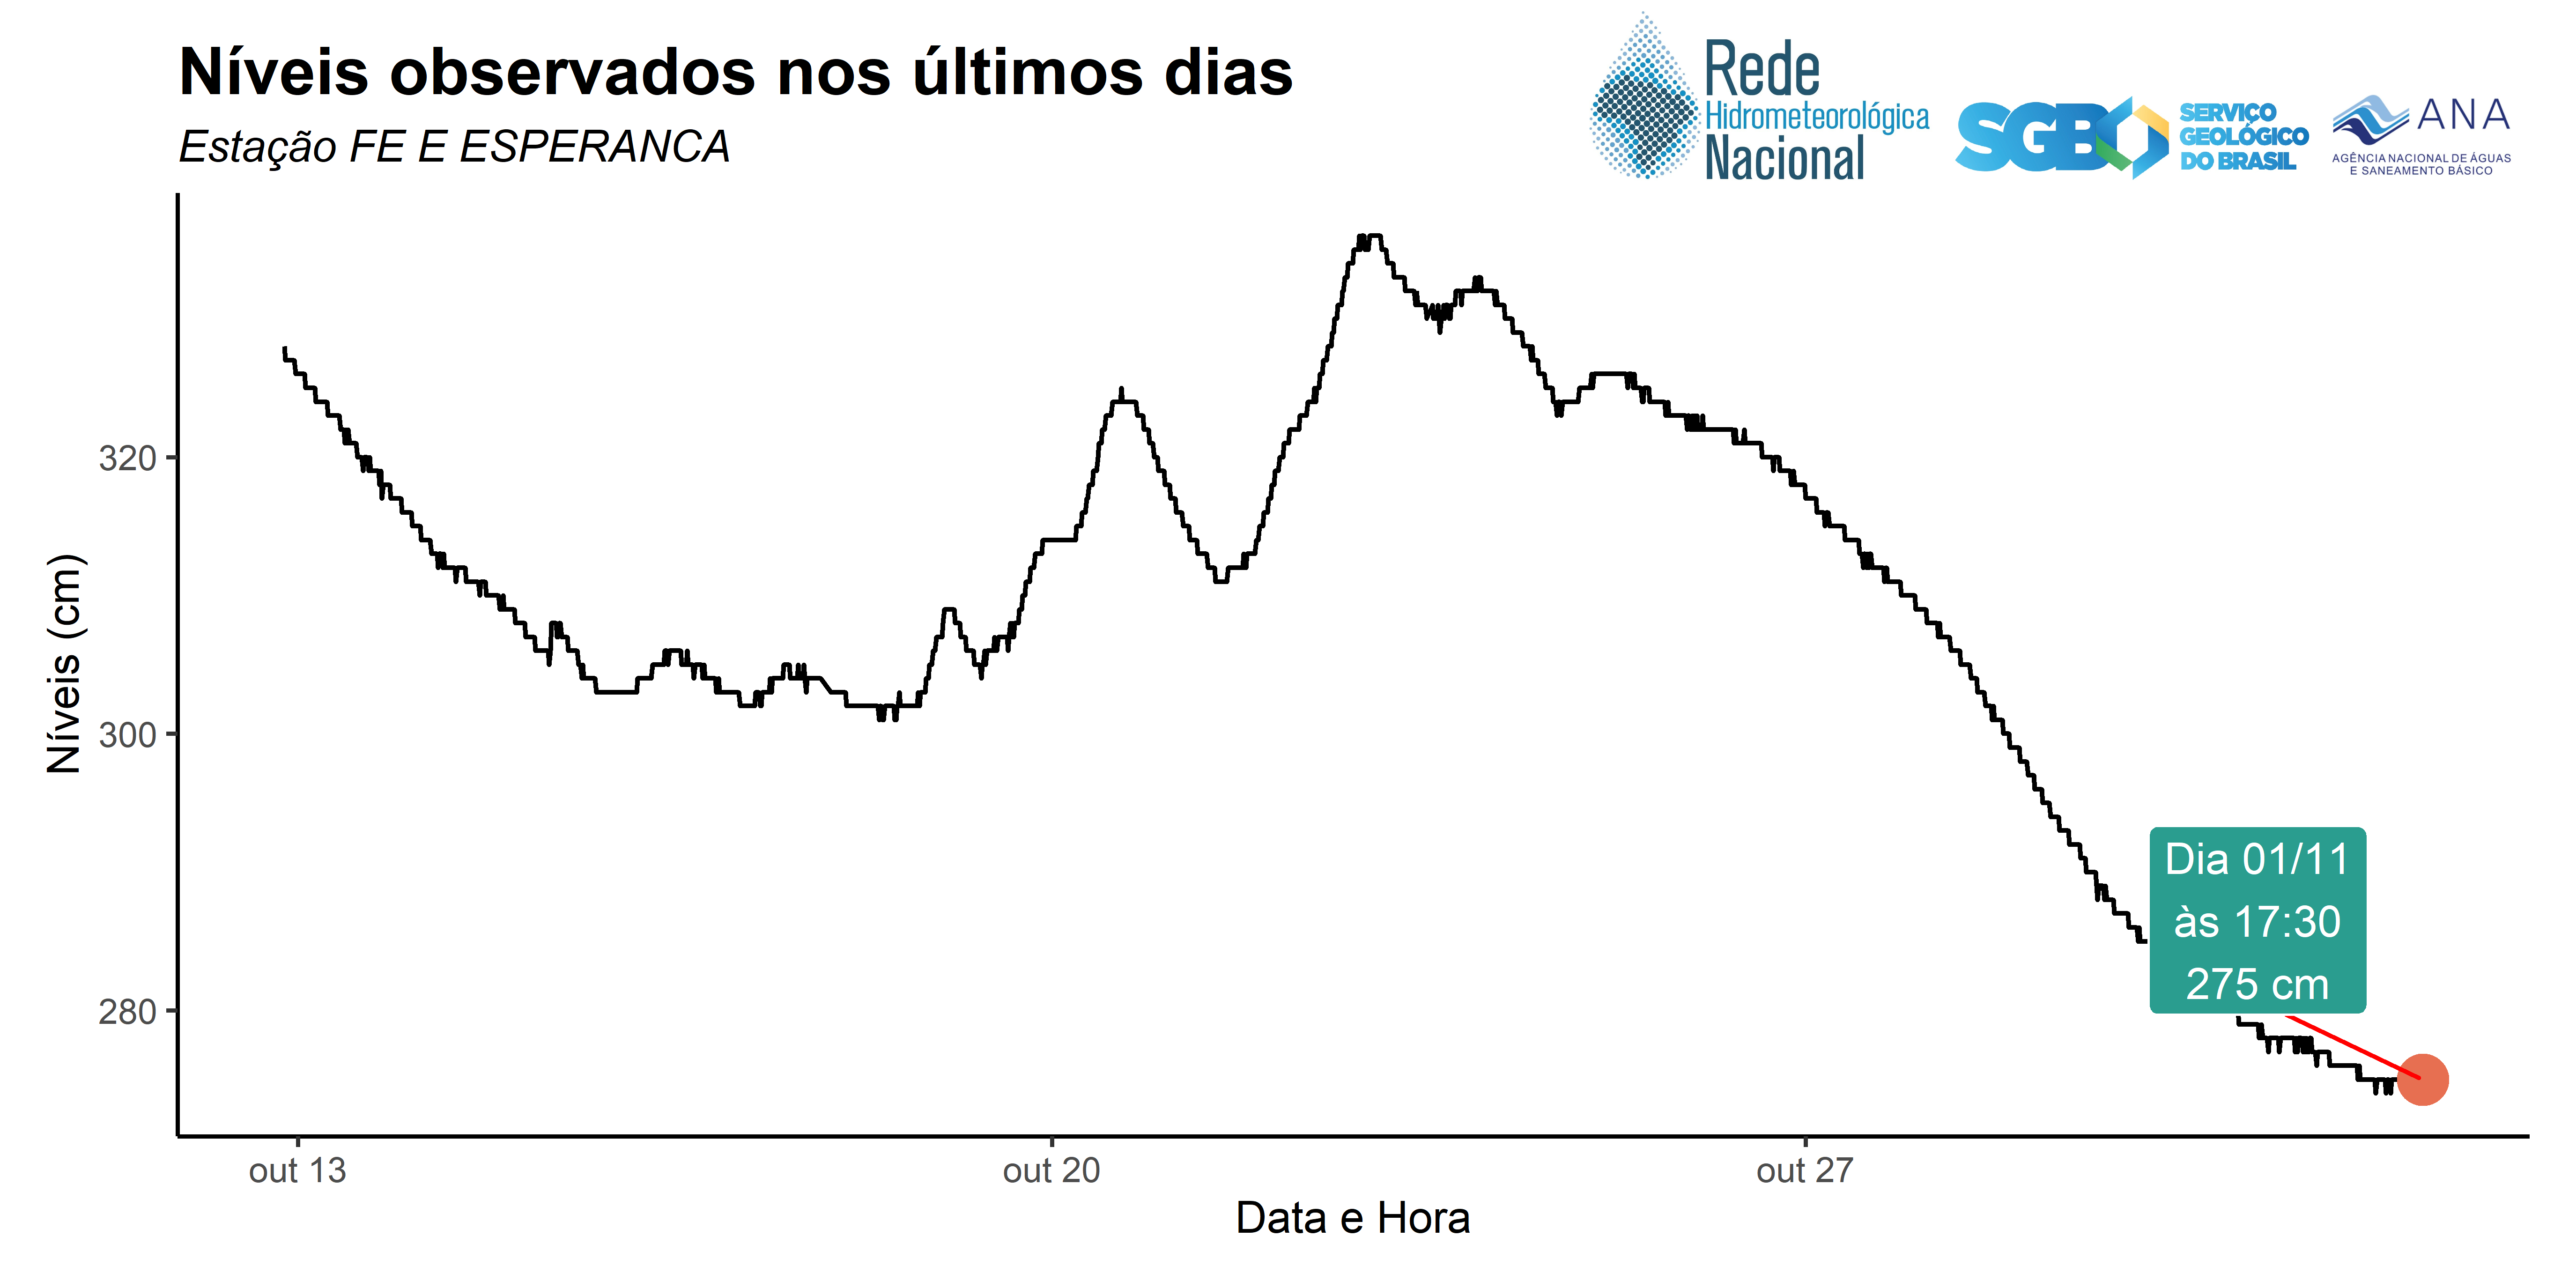 Níveis observados nos últimos dias
Estação FE E ESPERANCA
Rede
Hidrometeorológica
Nacional
SGB
SERVIÇO
GEOLÓGICO
DO BRASIL
ANA
AGÊNCIA NACIONAL DE ÁGUAS
E SANEAMENTO BÁSICO
Níveis (cm)
320
300
280
Dia 01/11
às 17:30
275 cm
out 13
out 20
out 27
Data e Hora